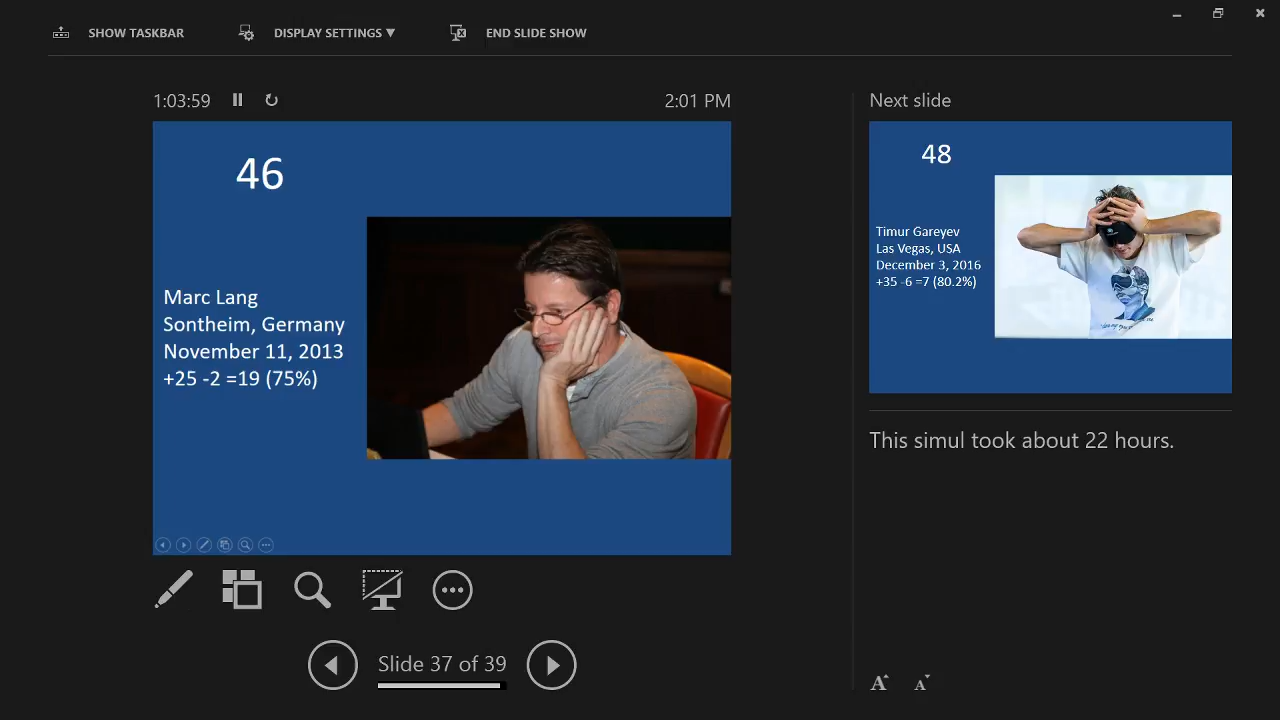 SHOW TASKBAR
DISPLAY SETTINGS ▼
END SLIDE SHOW
1:03:59
2:01 PM
46
Marc Lang
Sontheim, Germany
November 11, 2013
+25 -2 =19 (75%)
Slide 37 of 39
Next slide
48
Timur Gareyev
Las Vegas, USA
December 3, 2016
+35 -6 =7 (80.2%)
This simul took about 22 hours.
A A